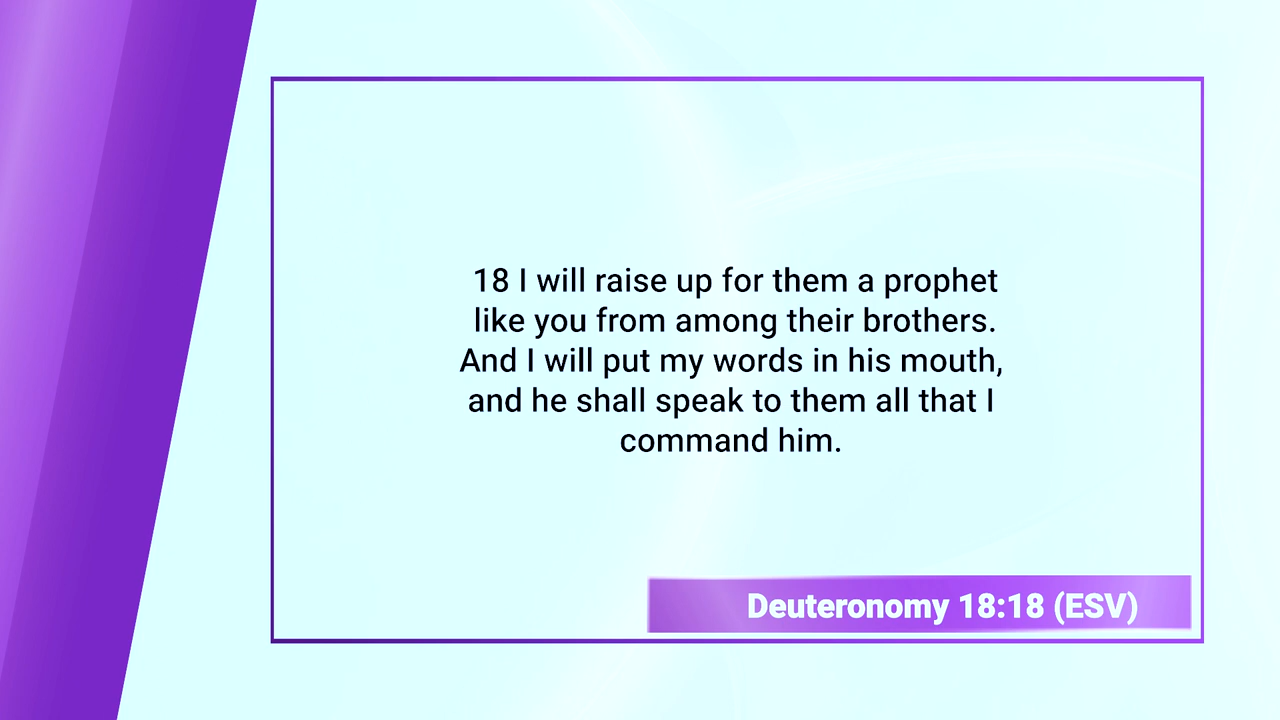 18 I will raise up for them a prophet
like you from among their brothers.
And I will put my words in his mouth,
and he shall speak to them all that I
command him.
Deuteronomy 18:18 (ESV)